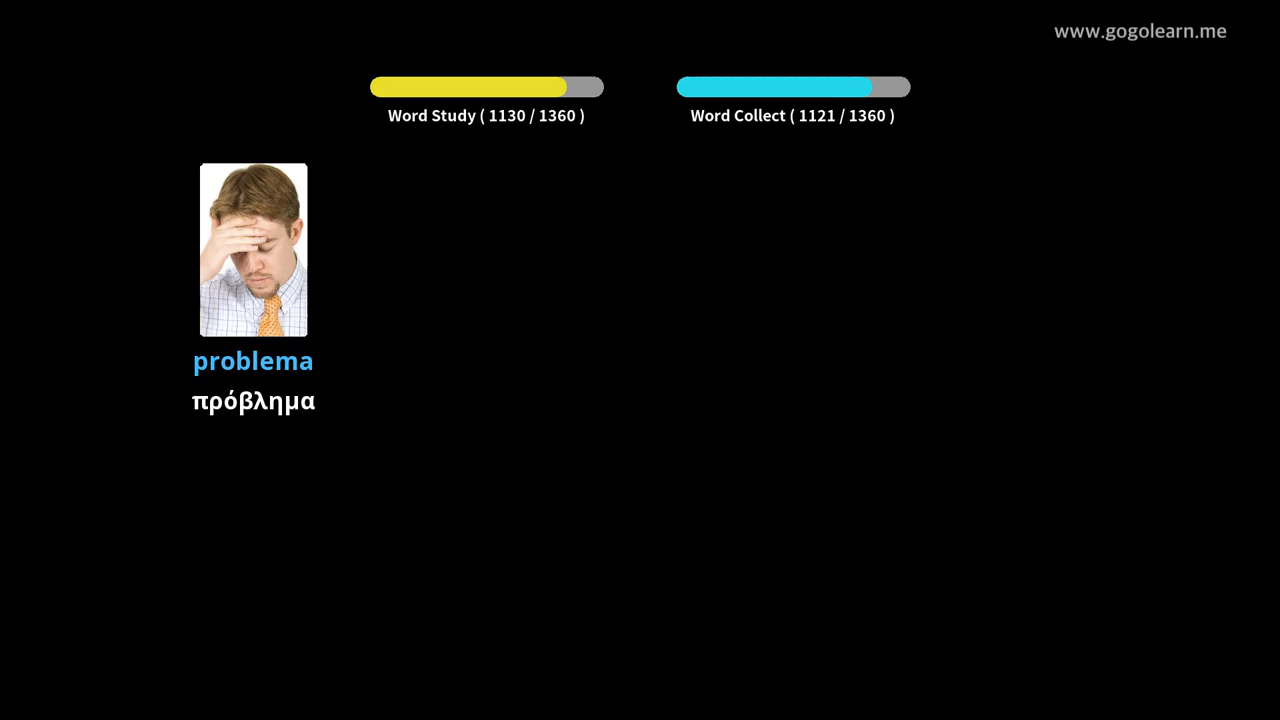 www.gogolearn.me
Word Study ( 1130 / 1360 )
Word Collect ( 1121 / 1360 )
problema
πρόβλημα